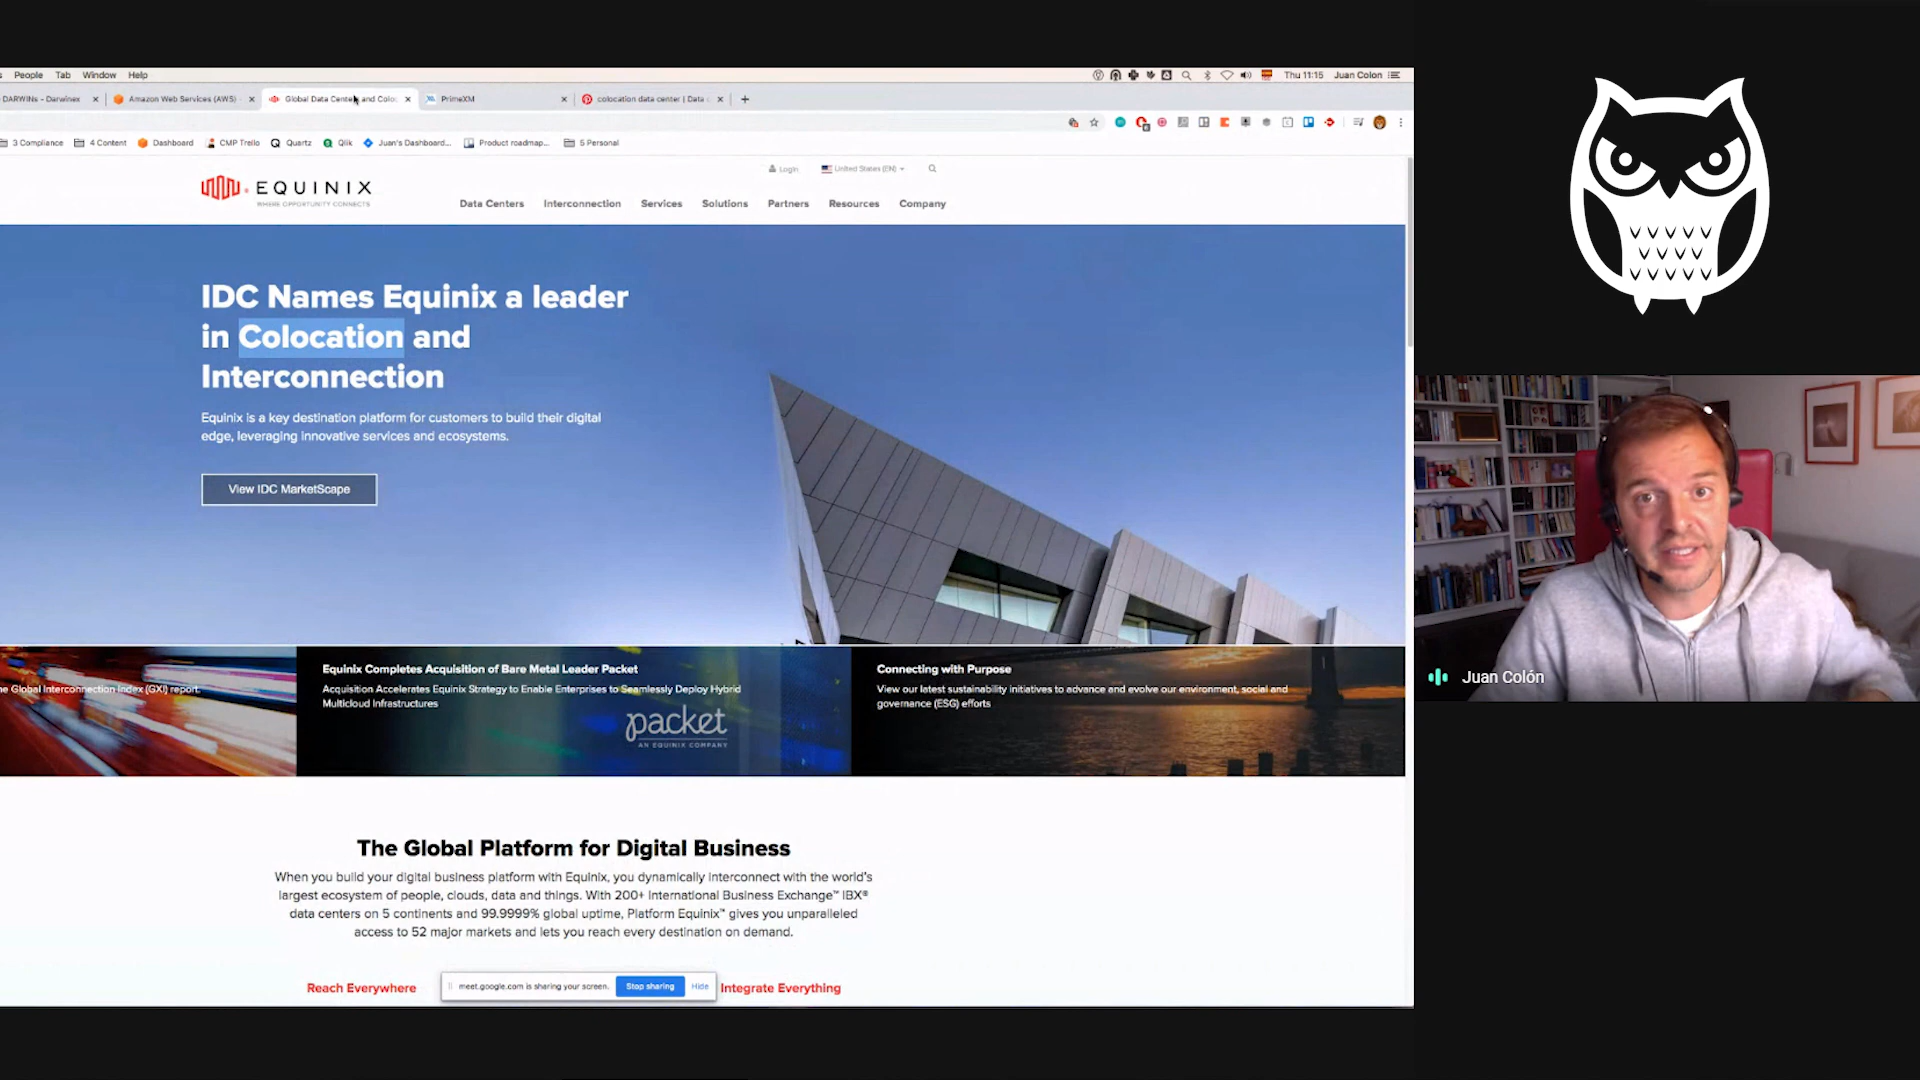 People Tab Window Help
Thu 11:15 Juan Colon
DARWINs – Darwinex
Amazon Web Services (AWS)
Global Data Centers and Colo
PrimeXM
colocation data center | Data
3 Compliance 4 Content Dashboard CMP Trello Quartz Qlik Juan's Dashboard... Product roadmap... 5 Personal
Login United States (EN)
EQUINIX
WHERE OPPORTUNITY CONNECTS
Data Centers Interconnection Services Solutions Partners Resources Company
IDC Names Equinix a leader
in Colocation and
Interconnection
Equinix is a key destination platform for customers to build their digital
edge, leveraging innovative services and ecosystems.
View IDC MarketScape
Global Interconnection Index (GXI) report.
Equinix Completes Acquisition of Bare Metal Leader Packet
Acquisition Accelerates Equinix Strategy to Enable Enterprises to Seamlessly Deploy Hybrid
Multicloud Infrastructures
packet
AN EQUINIX COMPANY
Connecting with Purpose
View our latest sustainability initiatives to advance and evolve our environment, social and
governance (ESG) efforts
Juan Colón
The Global Platform for Digital Business
When you build your digital business platform with Equinix, you dynamically interconnect with the world's
largest ecosystem of people, clouds, data and things. With 200+ International Business Exchange™ IBX®
data centers on 5 continents and 99.9999% global uptime, Platform Equinix™ gives you unparalleled
access to 52 major markets and lets you reach every destination on demand.
Reach Everywhere
meet.google.com is sharing your screen. Stop sharing Hide
Integrate Everything